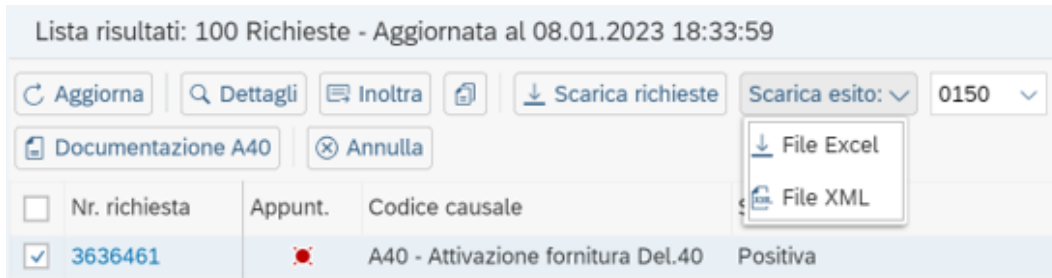 Lista risultati: 100 Richieste - Aggiornata al 08.01.2023 18:33:59
Aggiorna Dettagli Inoltra Scarica richieste Scarica esito: 0150
Documentazione A40 Annulla File Excel
File XML
Nr. richiesta Appunt. Codice causale
3636461 A40 - Attivazione fornitura Del.40 Positiva